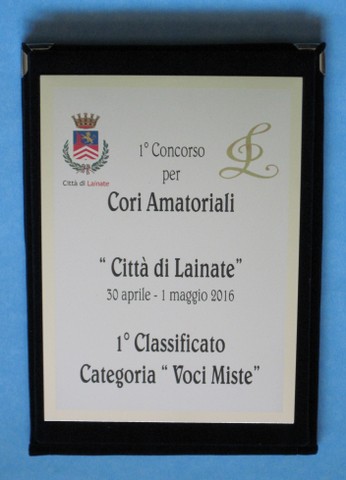 1° Concorso
per
Cori Amatoriali
Città di Lainate
“ Città di Lainate”
30 aprile - 1 maggio 2016
1° Classificato
Categoria “ Voci Miste”